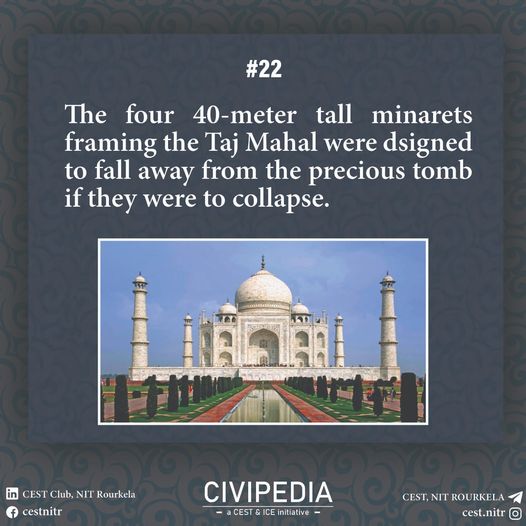 #22
The four 40-meter tall minarets
framing the Taj Mahal were dsigned
to fall away from the precious tomb
if they were to collapse.
CEST Club, NIT Rourkela
cestnitr
CIVIPEDIA
– a CEST & ICE initiative –
CEST, NIT ROURKELA
cest.nitr